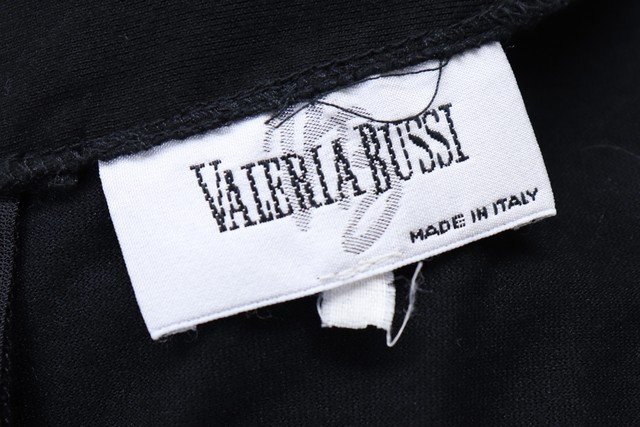 VALERIA BUSSI
MADE IN ITALY